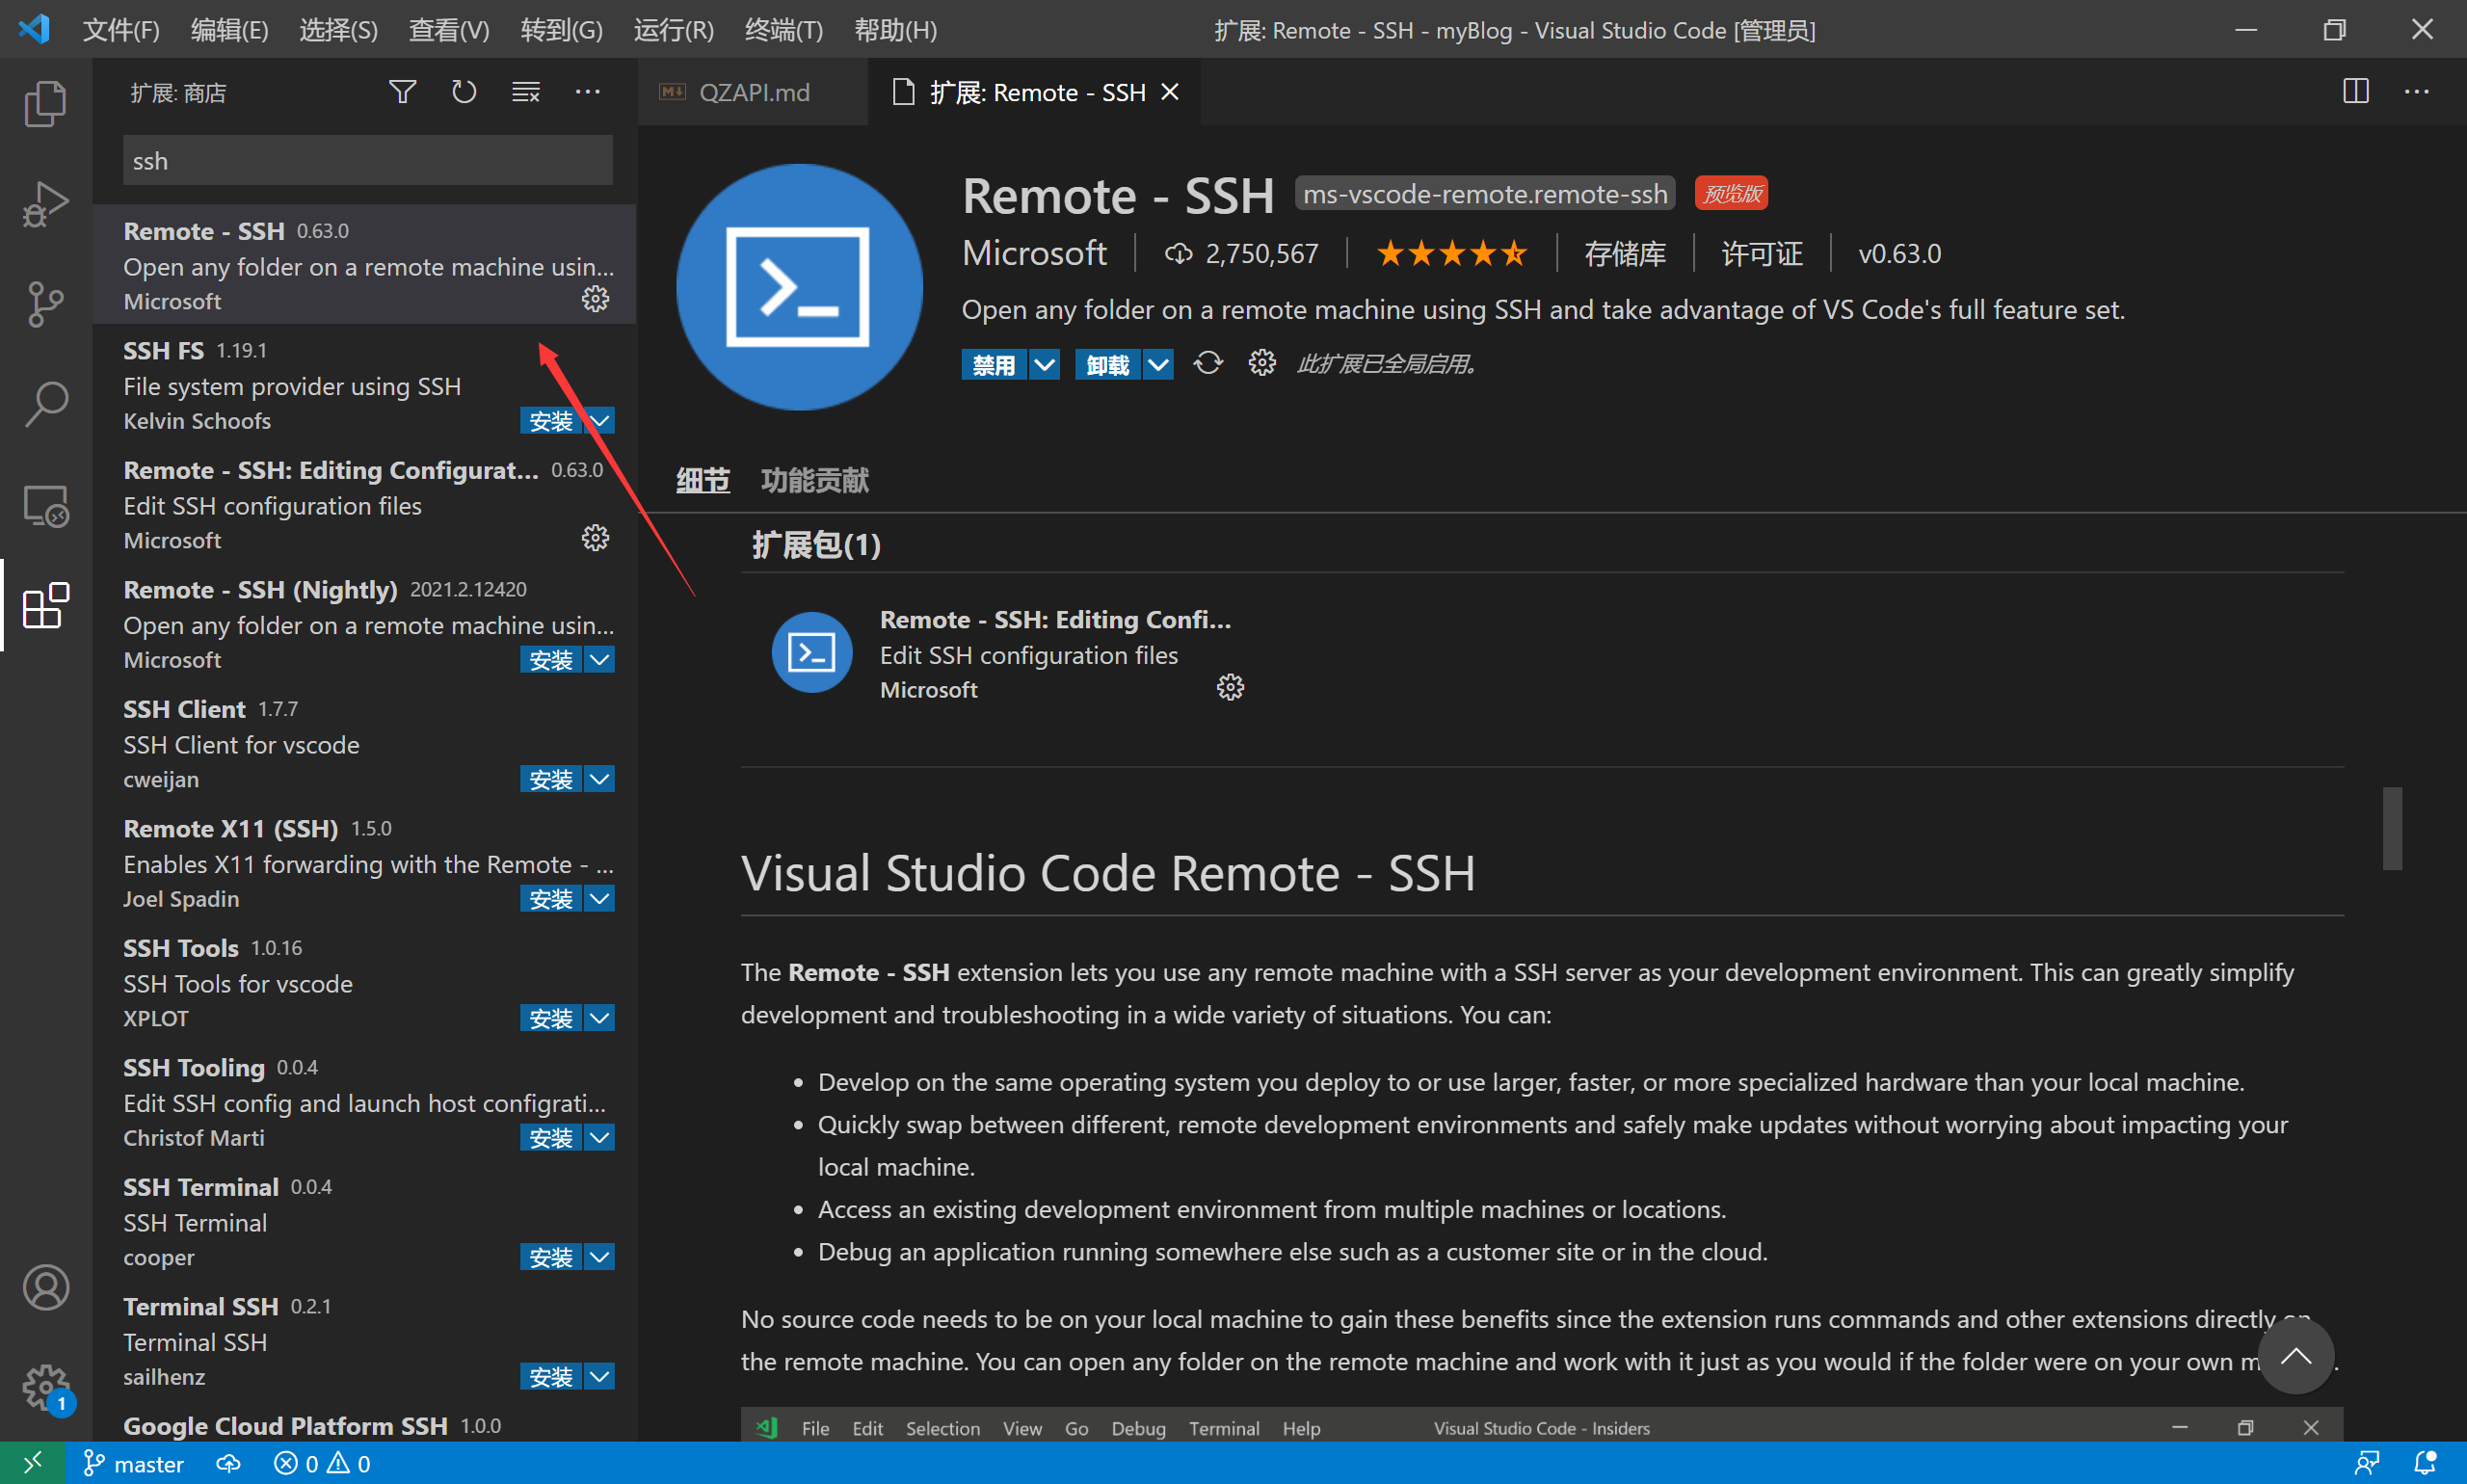 文件(F) 编辑(E) 选择(S) 查看(V) 转到(G) 运行(R) 终端(T) 帮助(H) 扩展: Remote - SSH - myBlog - Visual Studio Code [管理员]
扩展: 商店
ssh
Remote - SSH 0.63.0
Open any folder on a remote machine usin...
Microsoft
SSH FS 1.19.1
File system provider using SSH
Kelvin Schoofs 安装
Remote - SSH: Editing Configurat... 0.63.0
Edit SSH configuration files
Microsoft
Remote - SSH (Nightly) 2021.2.12420
Open any folder on a remote machine usin...
Microsoft 安装
SSH Client 1.7.7
SSH Client for vscode
cweijan 安装
Remote X11 (SSH) 1.5.0
Enables X11 forwarding with the Remote - ...
Joel Spadin 安装
SSH Tools 1.0.16
SSH Tools for vscode
XPLOT 安装
SSH Tooling 0.0.4
Edit SSH config and launch host configrati...
Christof Marti 安装
SSH Terminal 0.0.4
SSH Terminal
cooper 安装
Terminal SSH 0.2.1
Terminal SSH
sailhenz 安装
Google Cloud Platform SSH 1.0.0
QZAPI.md 扩展: Remote - SSH
Remote - SSH ms-vscode-remote.remote-ssh 预览版
Microsoft 2,750,567 存储库 许可证 v0.63.0
Open any folder on a remote machine using SSH and take advantage of VS Code's full feature set.
禁用 卸载 此扩展已全局启用。
细节 功能贡献
扩展包(1)
Remote - SSH: Editing Confi...
Edit SSH configuration files
Microsoft
Visual Studio Code Remote - SSH
The Remote - SSH extension lets you use any remote machine with a SSH server as your development environment. This can greatly simplify
development and troubleshooting in a wide variety of situations. You can:
• Develop on the same operating system you deploy to or use larger, faster, or more specialized hardware than your local machine.
• Quickly swap between different, remote development environments and safely make updates without worrying about impacting your
local machine.
• Access an existing development environment from multiple machines or locations.
• Debug an application running somewhere else such as a customer site or in the cloud.
No source code needs to be on your local machine to gain these benefits since the extension runs commands and other extensions directly
the remote machine. You can open any folder on the remote machine and work with it just as you would if the folder were on your own
File Edit Selection View Go Debug Terminal Help Visual Studio Code - Insiders
1
master 0 0